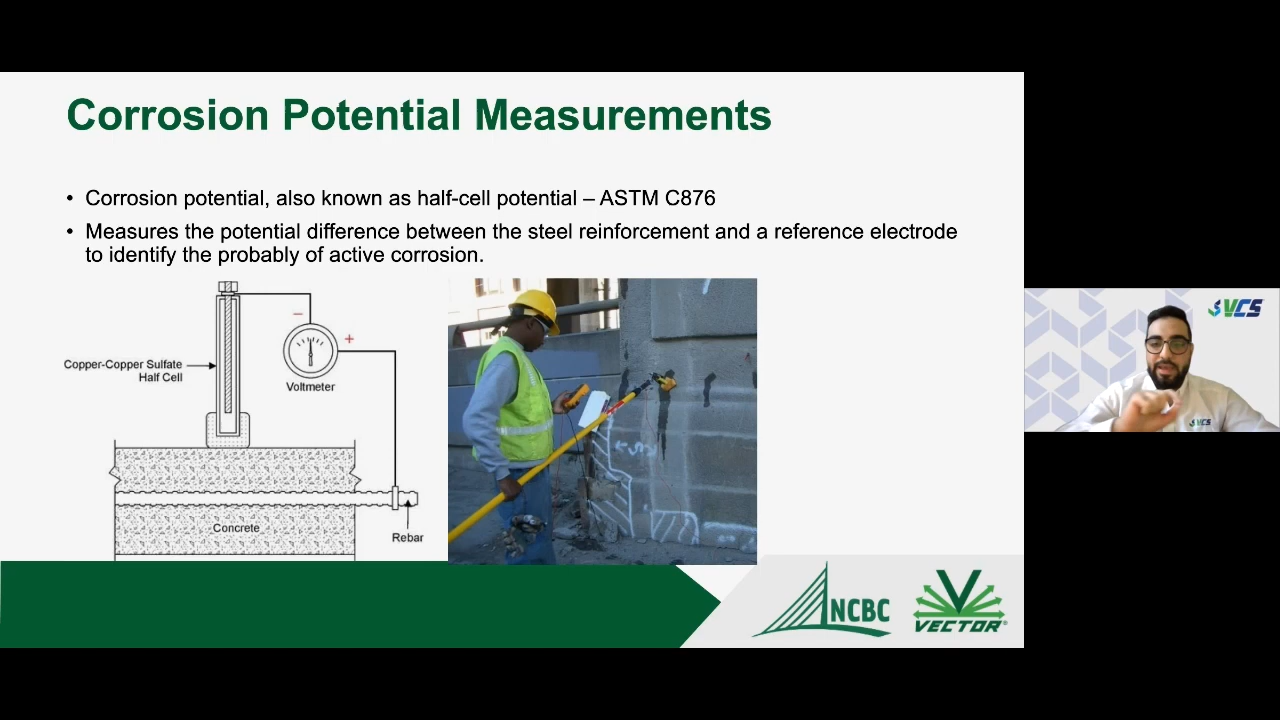 Corrosion Potential Measurements
• Corrosion potential, also known as half-cell potential – ASTM C876
• Measures the potential difference between the steel reinforcement and a reference electrode
to identify the probably of active corrosion.
Copper-Copper Sulfate
Half Cell
–
+
Voltmeter
Concrete
Rebar
NCBC
VECTOR®
VCS
VCS